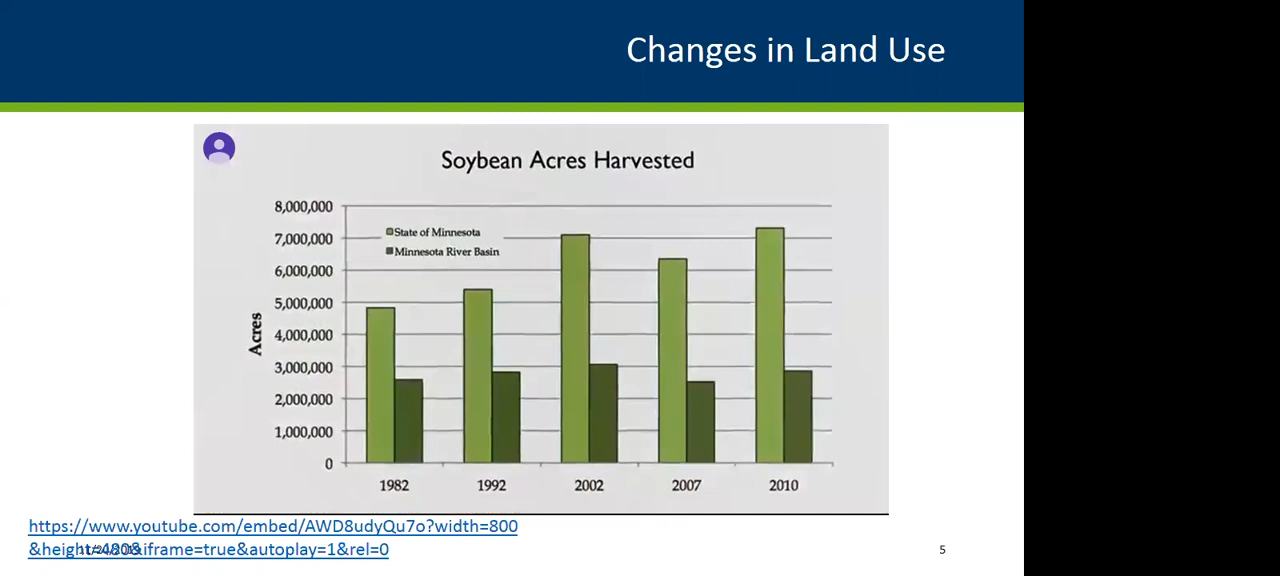 Changes in Land Use
Soybean Acres Harvested
8,000,000
7,000,000
6,000,000
5,000,000
4,000,000
3,000,000
2,000,000
1,000,000
0
Acres
State of Minnesota
Minnesota River Basin
1982 1992 2002 2007 2010
https://www.youtube.com/embed/AWD8udyQu7o?width=800
&height=480&iframe=true&autoplay=1&rel=0
5